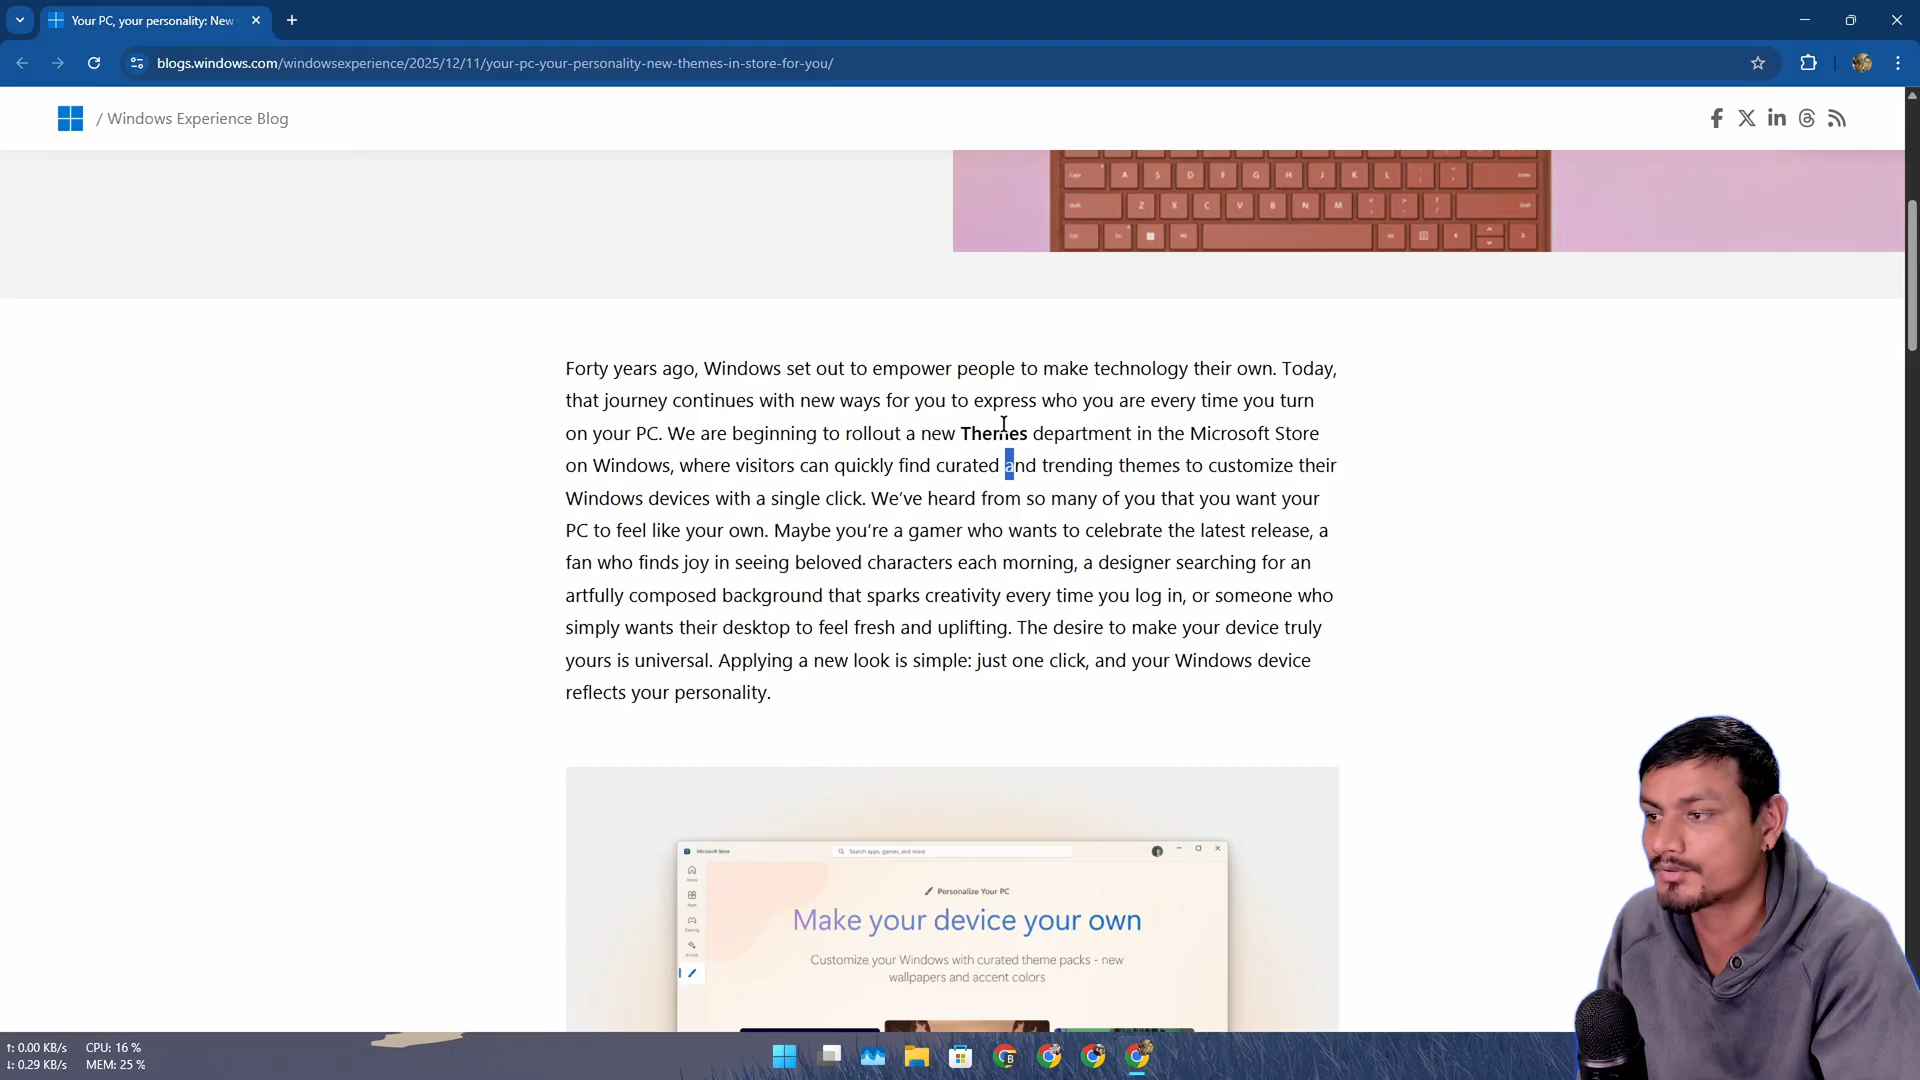 Your PC, your personality: New
blogs.windows.com/windowsexperience/2025/12/11/your-pc-your-personality-new-themes-in-store-for-you/
/ Windows Experience Blog
A S D F G H J K L
Z X C V B N M
Forty years ago, Windows set out to empower people to make technology their own. Today,
that journey continues with new ways for you to express who you are every time you turn
on your PC. We are beginning to rollout a new Themes department in the Microsoft Store
on Windows, where visitors can quickly find curated and trending themes to customize their
Windows devices with a single click. We’ve heard from so many of you that you want your
PC to feel like your own. Maybe you’re a gamer who wants to celebrate the latest release, a
fan who finds joy in seeing beloved characters each morning, a designer searching for an
artfully composed background that sparks creativity every time you log in, or someone who
simply wants their desktop to feel fresh and uplifting. The desire to make your device truly
yours is universal. Applying a new look is simple: just one click, and your Windows device
reflects your personality.
Microsoft Store
Search apps, games, and more
Home
Apps
Gaming
Personalize Your PC
Make your device your own
Customize your Windows with curated theme packs - new
wallpapers and accent colors
↑: 0.00 KB/s CPU: 16 %
↓: 0.29 KB/s MEM: 25 %
B